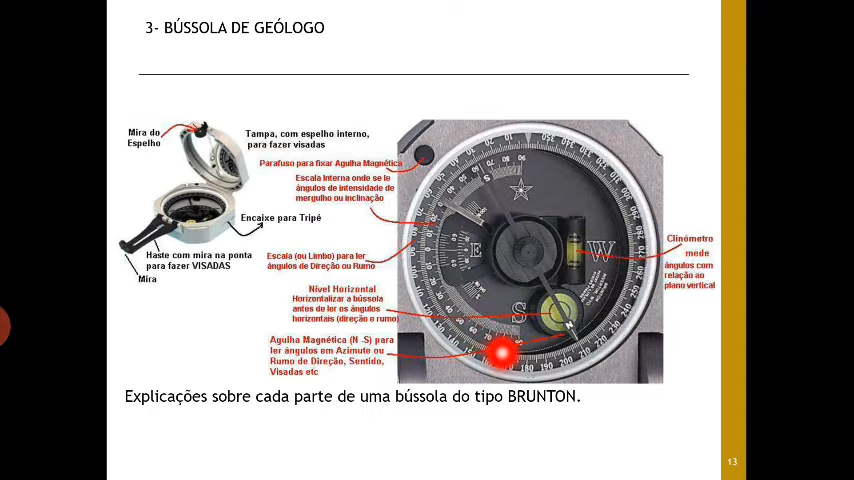 3- BÚSSOLA DE GEÓLOGO
Mira do
Espelho
Tampa, com espelho interno,
para fazer visadas
Parafuso para fixar Agulha Magnética
Escala Interna onde se le
ângulos de intensidade de
mergulho ou inclinação
Encaixe para Tripé
Haste com mira na ponta
para fazer VISADAS
Mira
Escala (ou Limbo) para ler
ângulos de Direção ou Rumo
Nível Horizontal
Horizontalizar a bússola
antes de ler os ângulos
horizontais (direção e rumo)
Agulha Magnética (N -S) para
ler ângulos em Azimute ou
Rumo de Direção, Sentido,
Visadas etc
Clinómetro
mede
ângulos com
relação ao
plano vertical
E
W
S
N
Explicações sobre cada parte de uma bússola do tipo BRUNTON.
13